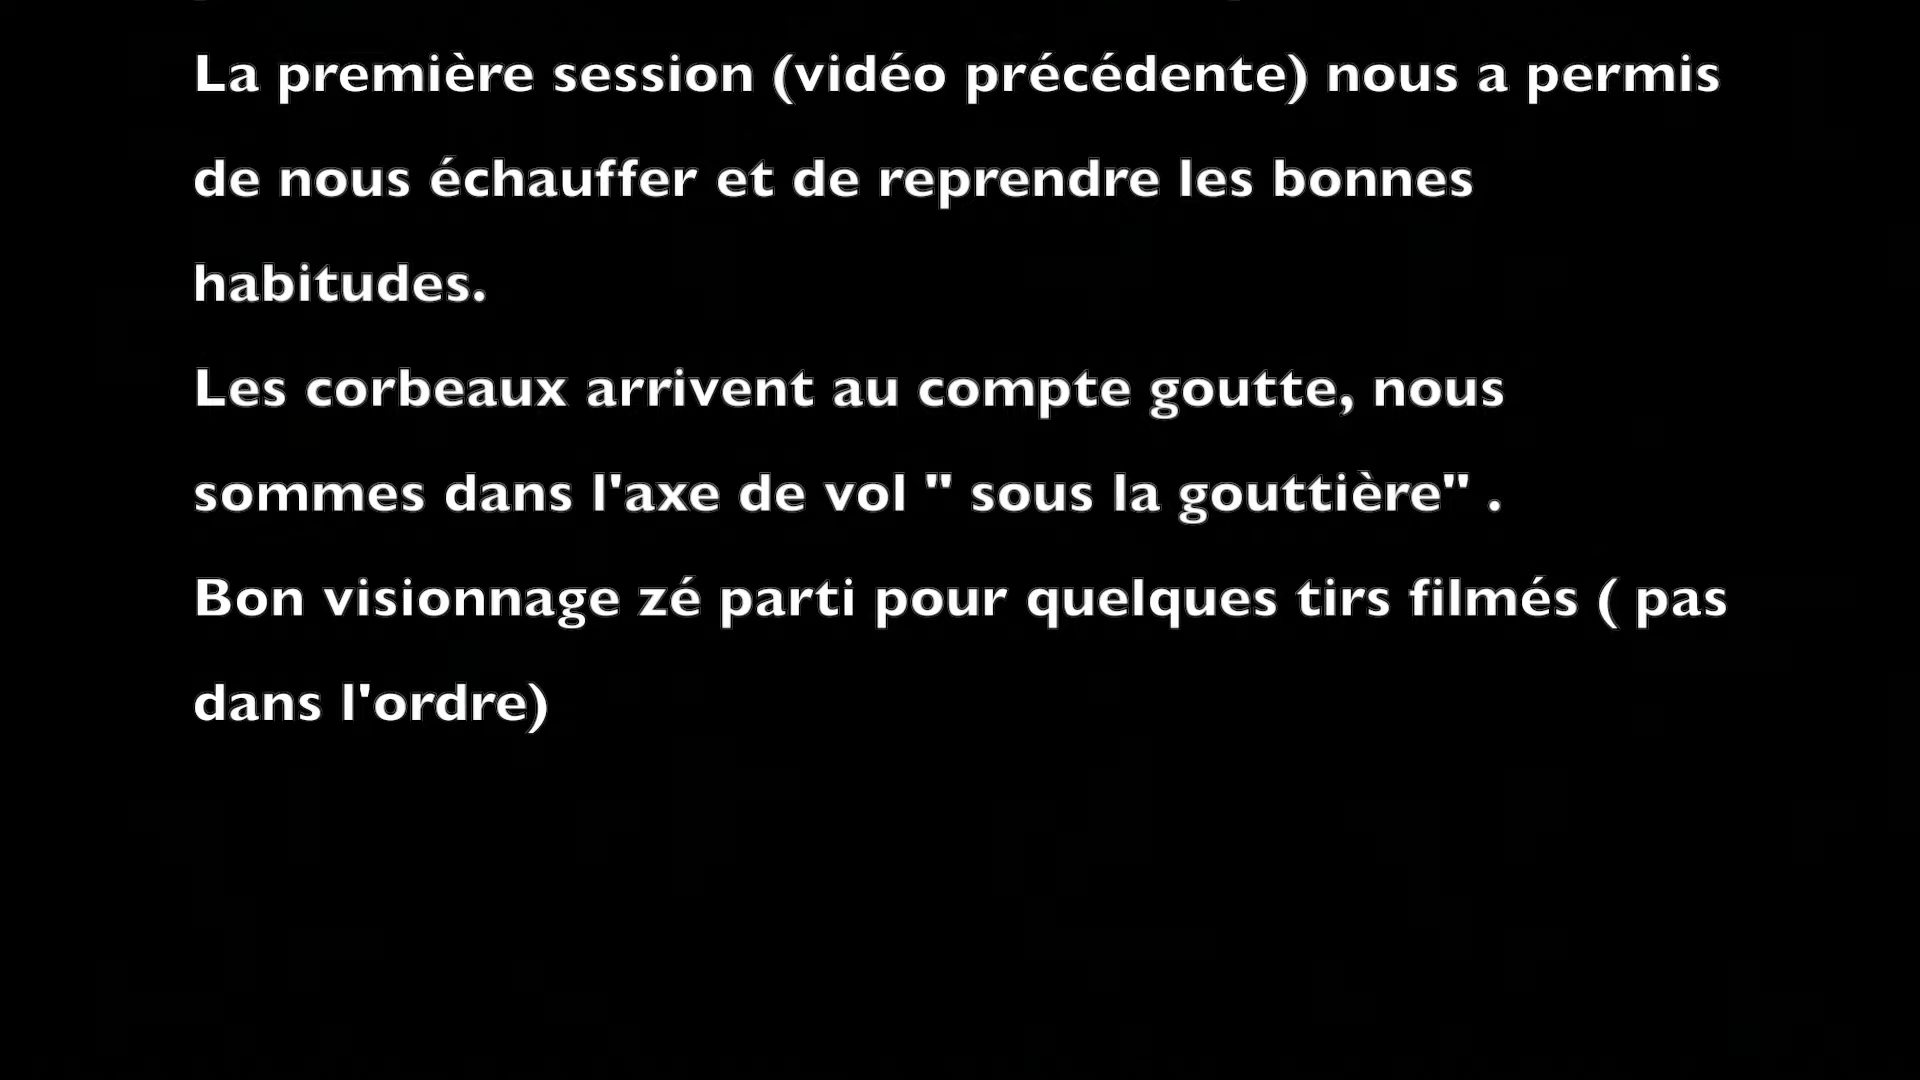 La première session (vidéo précédente) nous a permis
de nous échauffer et de reprendre les bonnes
habitudes.
Les corbeaux arrivent au compte goutte, nous
sommes dans l'axe de vol " sous la gouttière" .
Bon visionnage zé parti pour quelques tirs filmés ( pas
dans l'ordre)